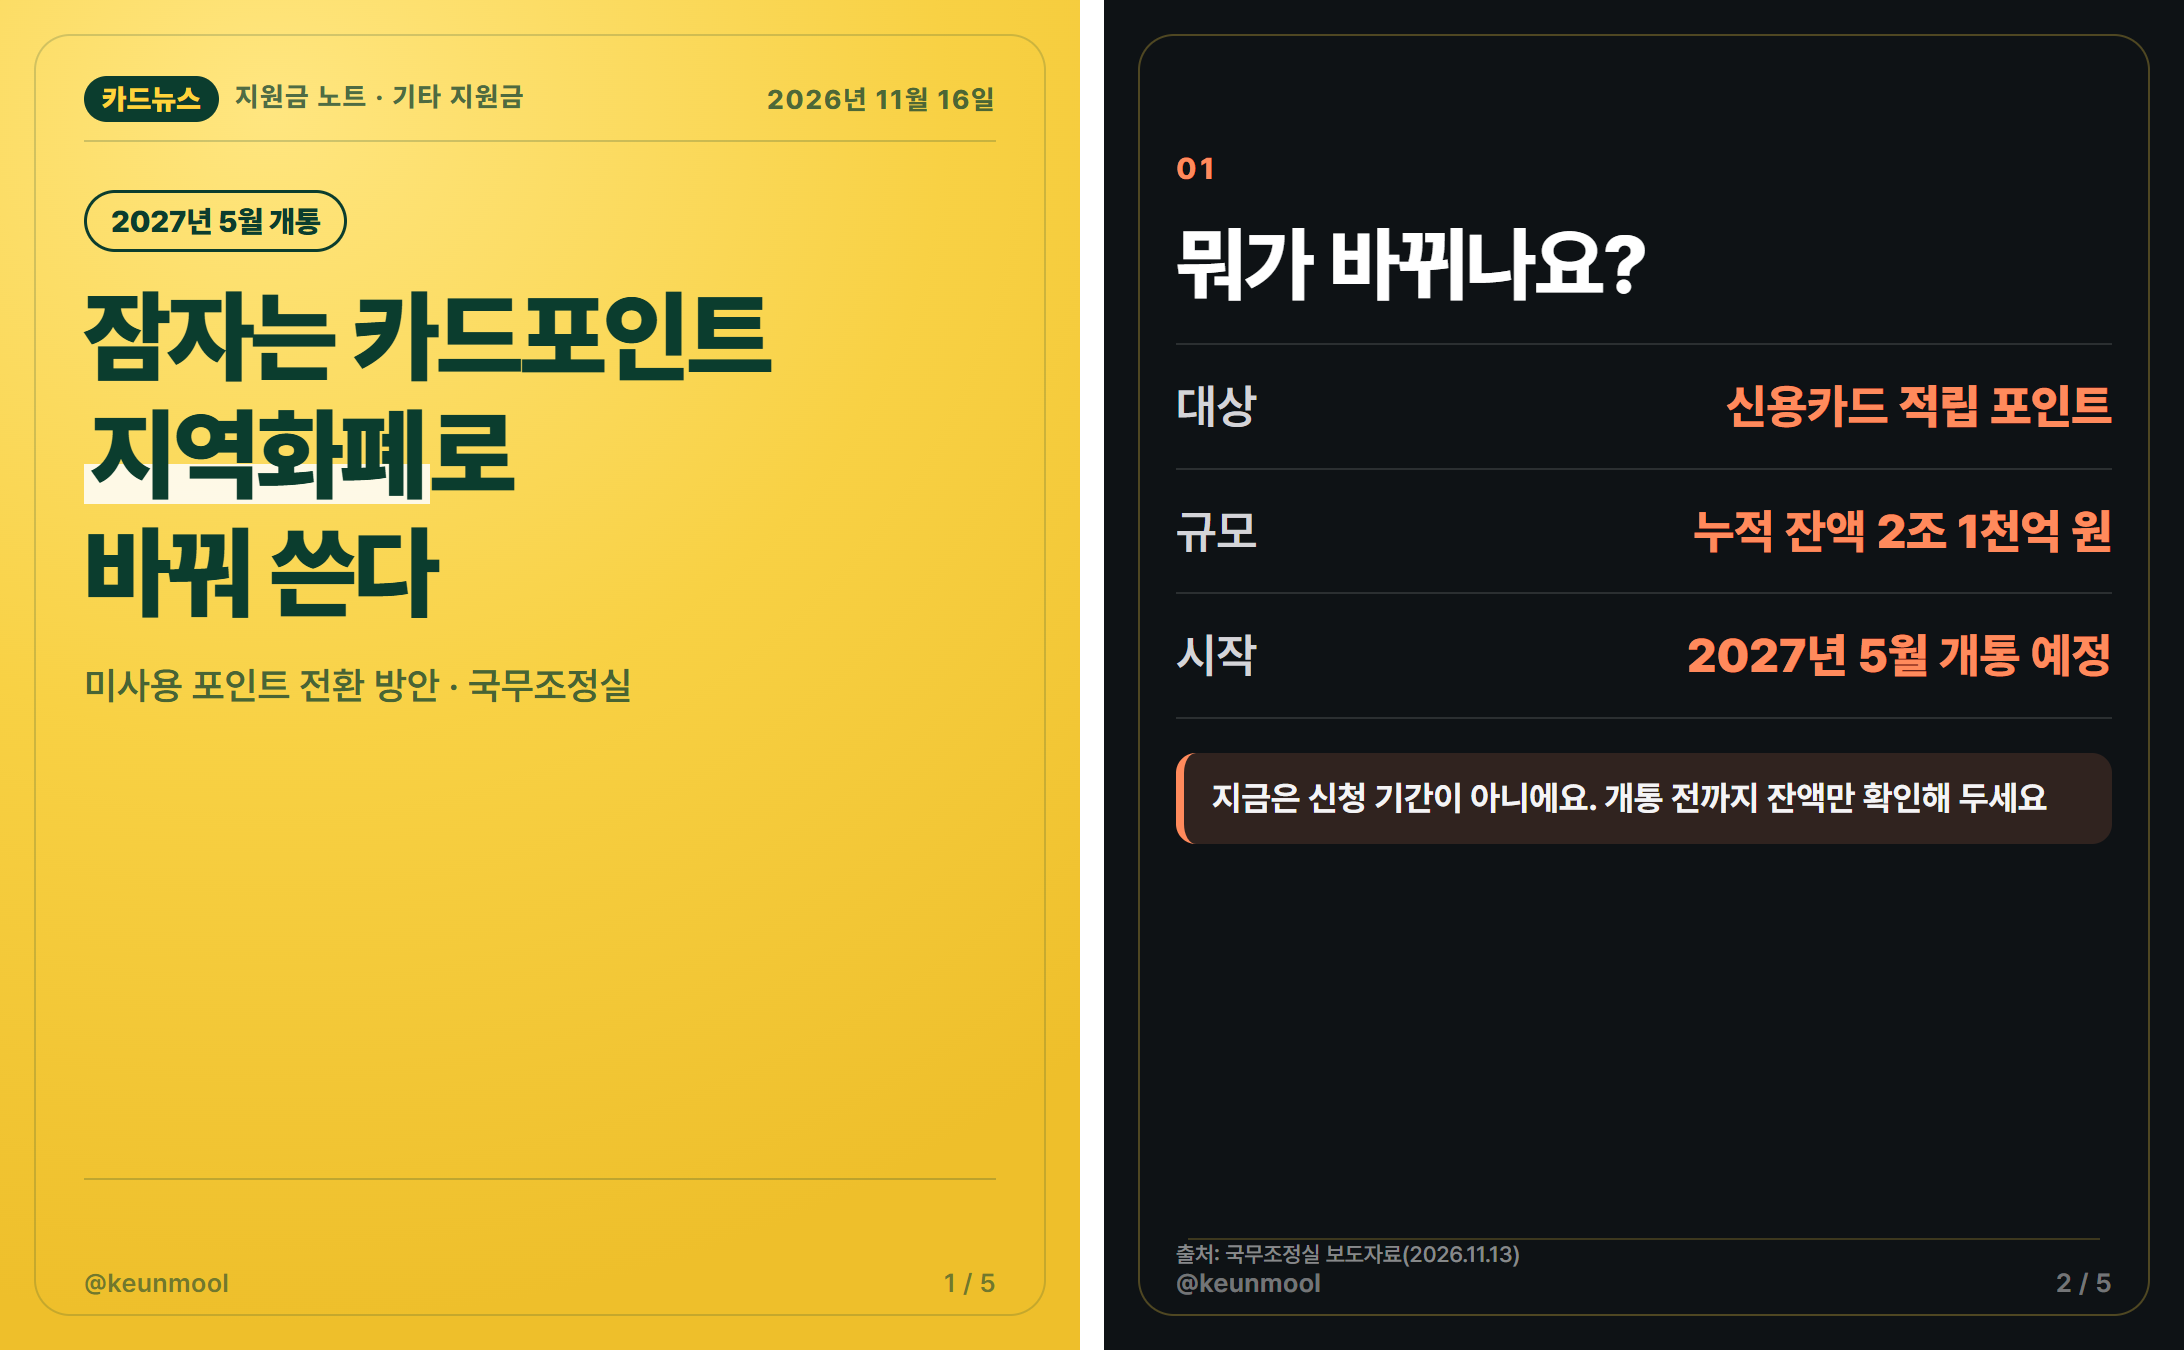 카드뉴스 지원금 노트 · 기타 지원금 2026년 11월 16일
2027년 5월 개통
잠자는 카드포인트
지역화폐로
바꿔 쓴다
미사용 포인트 전환 방안 · 국무조정실
@keunmool 1 / 5
01
뭐가 바뀌나요?
대상 신용카드 적립 포인트
규모 누적 잔액 2조 1천억 원
시작 2027년 5월 개통 예정
지금은 신청 기간이 아니에요. 개통 전까지 잔액만 확인해 두세요
출처: 국무조정실 보도자료(2026.11.13)
@keunmool 2 / 5